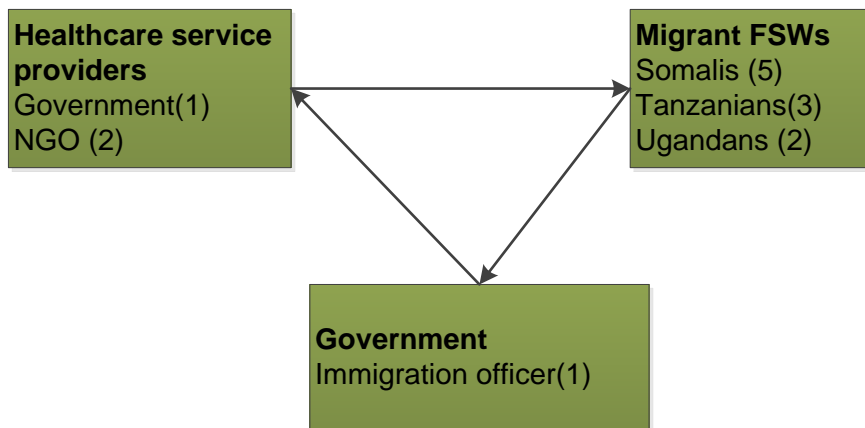 Healthcare service
providers
Government(1)
NGO (2)
Migrant FSWs
Somalis (5)
Tanzanians(3)
Ugandans (2)
Government
Immigration officer(1)